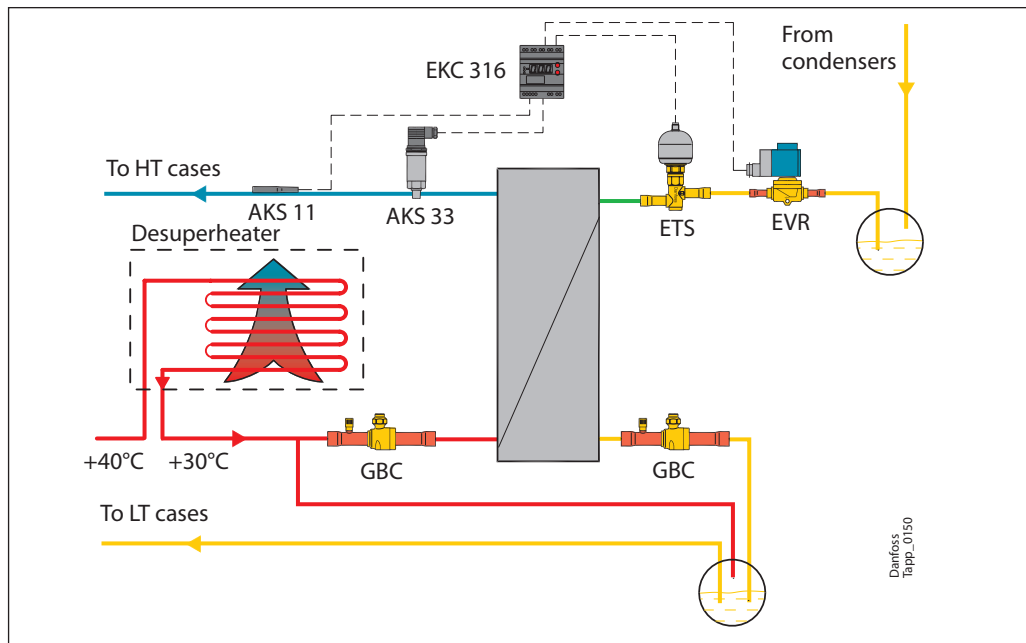 From
condensers
EKC 316
To HT cases
AKS 11
AKS 33
ETS
EVR
Desuperheater
+40°C
+30°C
GBC
GBC
To LT cases
Danfoss
Tapp_0150